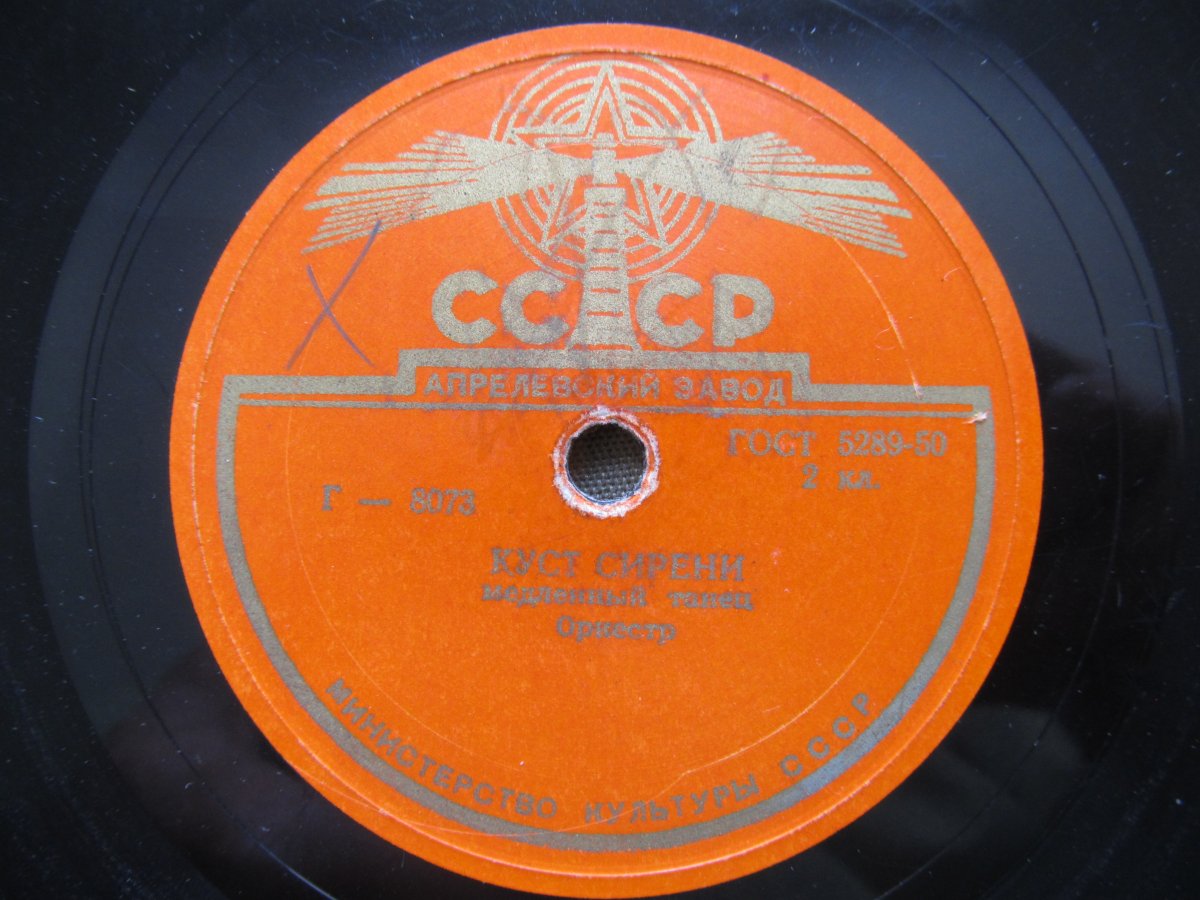 СССР
АПРЕЛЕВСКИЙ ЗАВОД
ГОСТ 5289-50
2 кл.
Г — 8073
КУСТ СИРЕНИ
медленный танец
Оркестр
МИНИСТЕРСТВО КУЛЬТУРЫ СССР